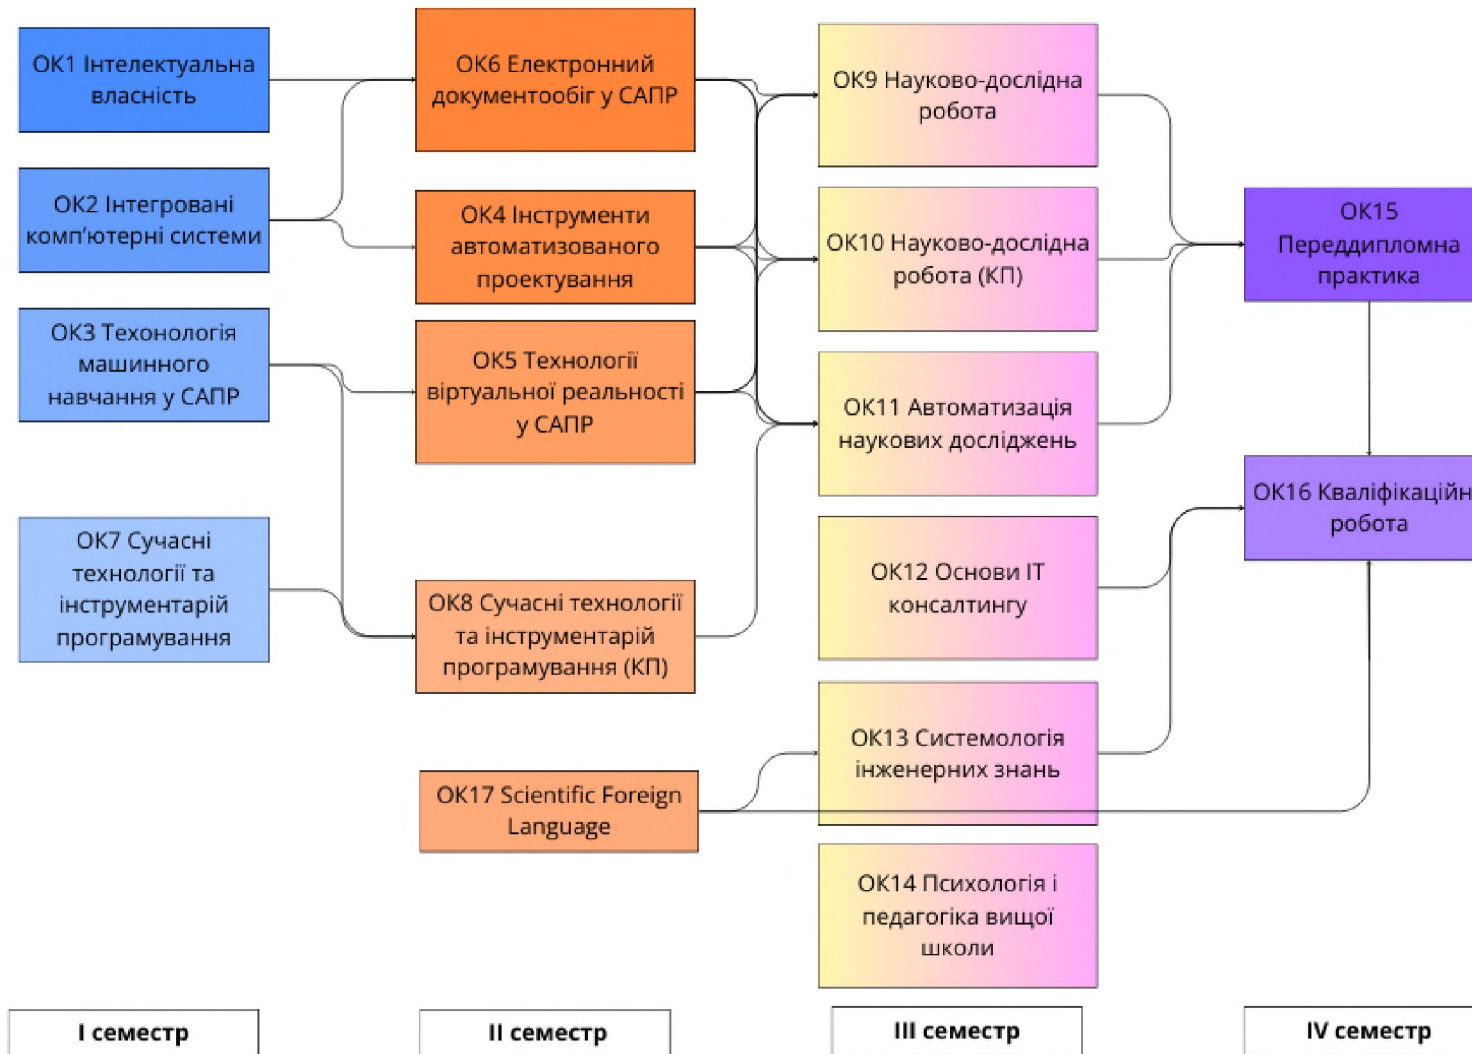 ОК1 Інтелектуальна
власність
ОК2 Інтегровані
комп'ютерні системи
ОК3 Техонологія
машинного
навчання у САПР
ОК7 Сучасні
технології та
інструментарій
програмування
ОК6 Електронний
документообіг у САПР
ОК4 Інструменти
автоматизованого
проектування
ОК5 Технології
віртуальної реальності
у САПР
ОК8 Сучасні технології
та інструментарій
програмування (КП)
ОК17 Scientific Foreign
Language
ОК9 Науково-дослідна
робота
ОК10 Науково-дослідна
робота (КП)
ОК11 Автоматизація
наукових досліджень
ОК12 Основи ІТ
консалтингу
ОК13 Системологія
інженерних знань
ОК14 Психологія і
педагогіка вищої
школи
ОК15
Переддипломна
практика
ОК16 Кваліфікаційн
робота
І семестр
ІІ семестр
ІІІ семестр
IV семестр